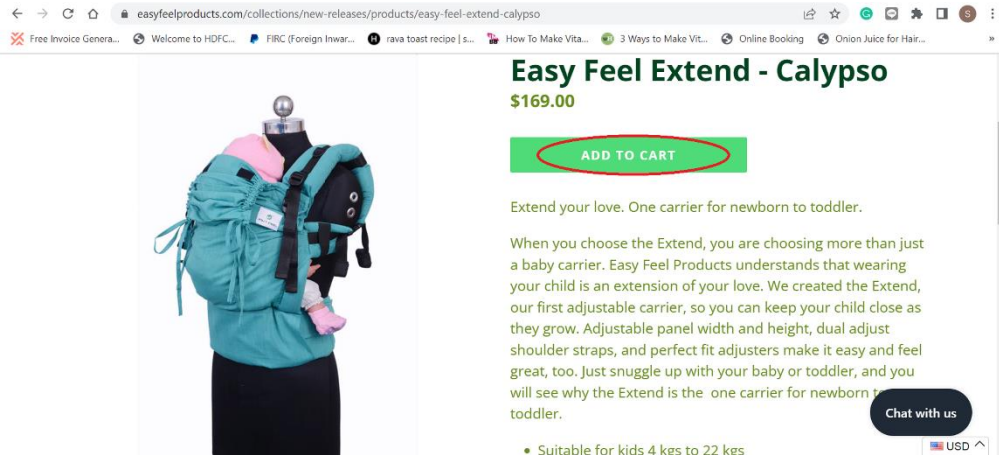 easyfeelproducts.com/collections/new-releases/products/easy-feel-extend-calypso
Free Invoice Genera... Welcome to HDFC... FIRC (Foreign Inwar... rava toast recipe | s... How To Make Vita... 3 Ways to Make Vit... Online Booking Onion Juice for Hair... »
Easy Feel Extend - Calypso
$169.00
ADD TO CART
Extend your love. One carrier for newborn to toddler.
When you choose the Extend, you are choosing more than just
a baby carrier. Easy Feel Products understands that wearing
your child is an extension of your love. We created the Extend,
our first adjustable carrier, so you can keep your child close as
they grow. Adjustable panel width and height, dual adjust
shoulder straps, and perfect fit adjusters make it easy and feel
great, too. Just snuggle up with your baby or toddler, and you
will see why the Extend is the one carrier for newborn
toddler.
Chat with us
• Suitable for kids 4 kgs to 22 kgs
USD